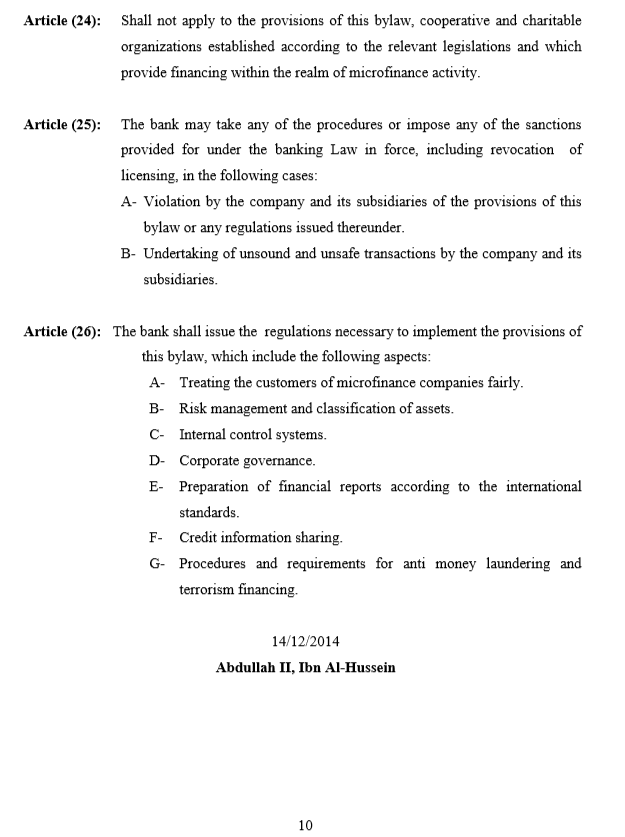 Article (24): Shall not apply to the provisions of this bylaw, cooperative and charitable
organizations established according to the relevant legislations and which
provide financing within the realm of microfinance activity.
Article (25): The bank may take any of the procedures or impose any of the sanctions
provided for under the banking Law in force, including revocation of
licensing, in the following cases:
A- Violation by the company and its subsidiaries of the provisions of this
bylaw or any regulations issued thereunder.
B- Undertaking of unsound and unsafe transactions by the company and its
subsidiaries.
Article (26): The bank shall issue the regulations necessary to implement the provisions of
this bylaw, which include the following aspects:
A- Treating the customers of microfinance companies fairly.
B- Risk management and classification of assets.
C- Internal control systems.
D- Corporate governance.
E- Preparation of financial reports according to the international
standards.
F- Credit information sharing.
G- Procedures and requirements for anti money laundering and
terrorism financing.
14/12/2014
Abdullah II, Ibn Al-Hussein
10